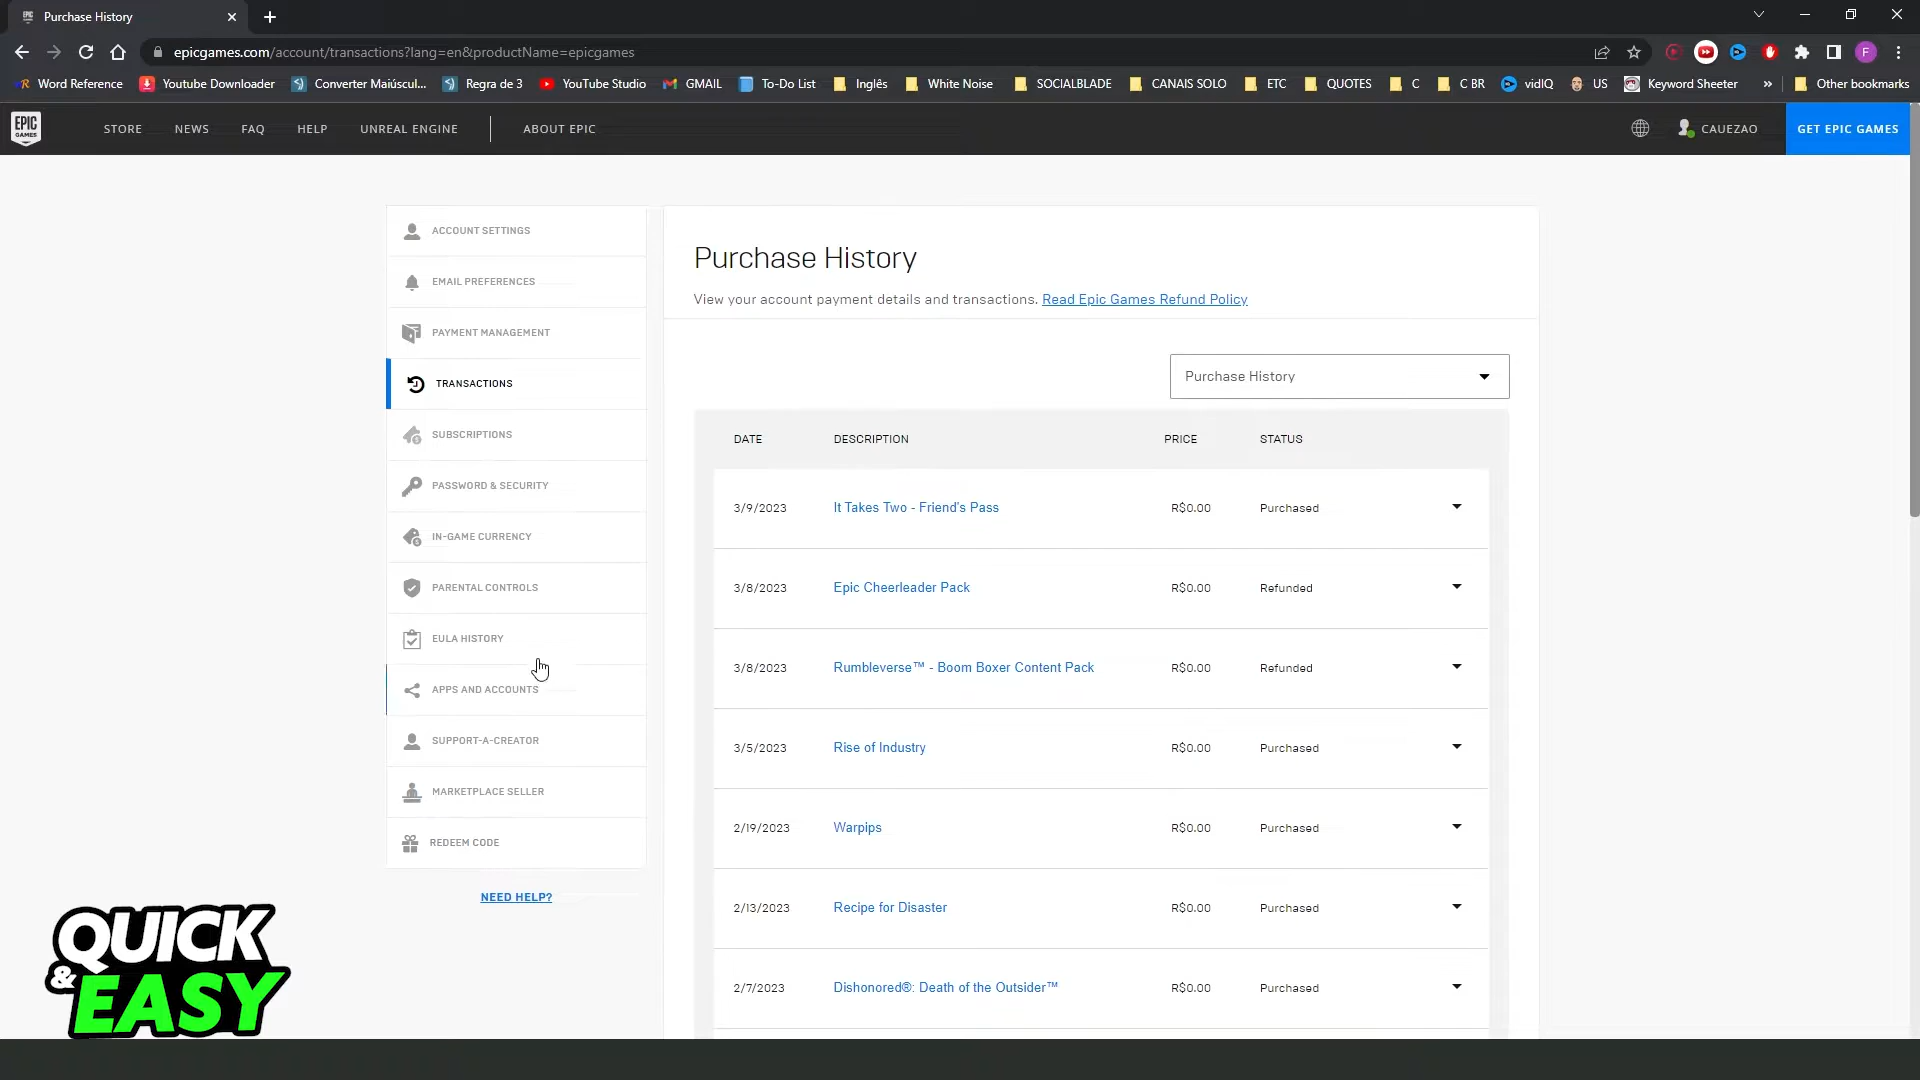 Purchase History
epicgames.com/account/transactions?lang=en&productName=epicgames
Word Reference
Youtube Downloader
Converter Maiúscul...
Regra de 3
YouTube Studio
GMAIL
To-Do List
Inglês
White Noise
SOCIALBLADE
CANAIS SOLO
ETC
QUOTES
C
C BR
vidIQ
US
Keyword Sheeter
»
Other bookmarks
F
EPIC
GAMES
STORE
NEWS
FAQ
HELP
UNREAL ENGINE
ABOUT EPIC
CAUEZAO
GET EPIC GAMES
ACCOUNT SETTINGS
EMAIL PREFERENCES
PAYMENT MANAGEMENT
TRANSACTIONS
SUBSCRIPTIONS
PASSWORD & SECURITY
IN-GAME CURRENCY
PARENTAL CONTROLS
EULA HISTORY
APPS AND ACCOUNTS
SUPPORT-A-CREATOR
MARKETPLACE SELLER
REDEEM CODE
NEED HELP?
Purchase History
View your account payment details and transactions. Read Epic Games Refund Policy
Purchase History
DATE DESCRIPTION PRICE STATUS
3/9/2023 It Takes Two - Friend's Pass R$0.00 Purchased
3/8/2023 Epic Cheerleader Pack R$0.00 Refunded
3/8/2023 Rumbleverse™ - Boom Boxer Content Pack R$0.00 Refunded
3/5/2023 Rise of Industry R$0.00 Purchased
2/19/2023 Warpips R$0.00 Purchased
2/13/2023 Recipe for Disaster R$0.00 Purchased
2/7/2023 Dishonored®: Death of the Outsider™ R$0.00 Purchased
QUICK
& EASY